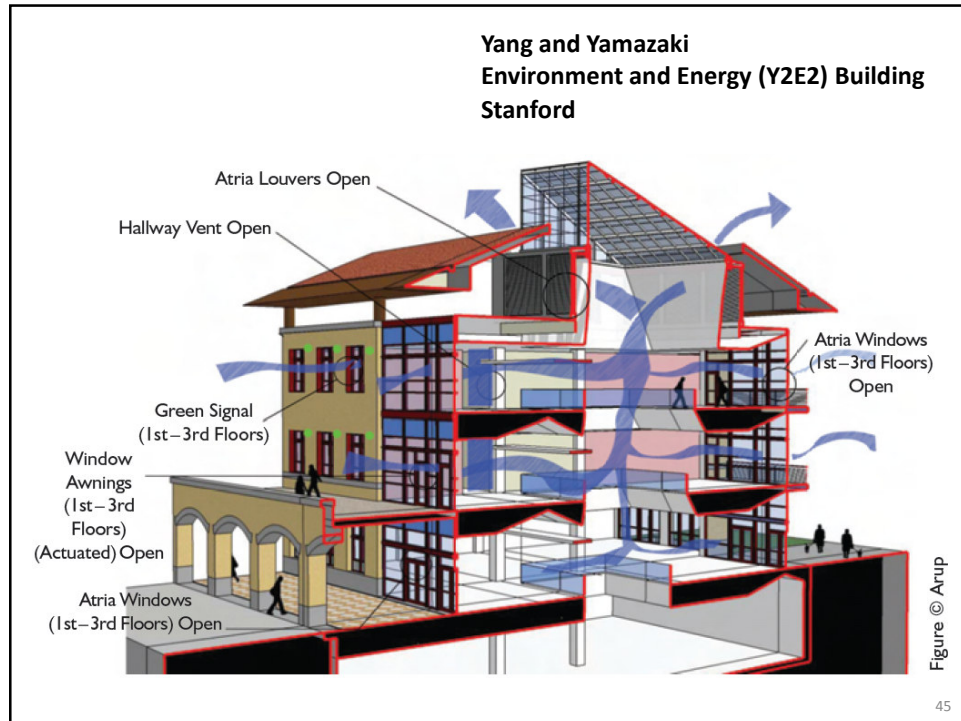 Yang and Yamazaki
Environment and Energy (Y2E2) Building
Stanford
Atria Louvers Open
Hallway Vent Open
Atria Windows
(1st–3rd Floors)
Open
Green Signal
(1st–3rd Floors)
Window
Awnings
(1st–3rd
Floors)
(Actuated) Open
Atria Windows
(1st–3rd Floors) Open
Figure © Arup
45